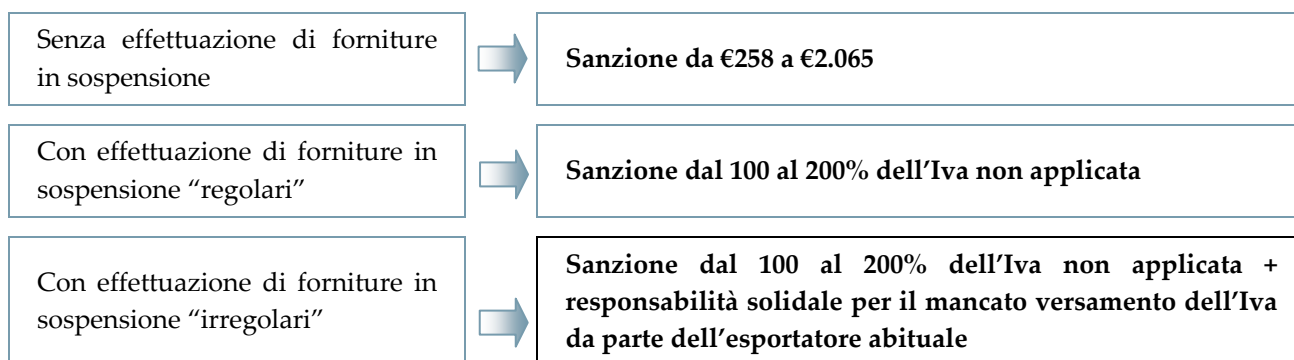 Senza effettuazione di forniture
in sospensione
Sanzione da €258 a €2.065
Con effettuazione di forniture in
sospensione “regolari”
Sanzione dal 100 al 200% dell’Iva non applicata
Con effettuazione di forniture in
sospensione “irregolari”
Sanzione dal 100 al 200% dell’Iva non applicata +
responsabilità solidale per il mancato versamento dell’Iva
da parte dell’esportatore abituale